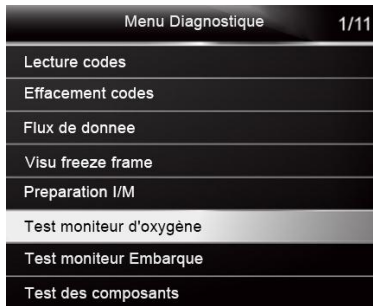 Menu Diagnostique 1/11
Lecture codes
Effacement codes
Flux de donnee
Visu freeze frame
Preparation I/M
Test moniteur d'oxygène
Test moniteur Embarque
Test des composants